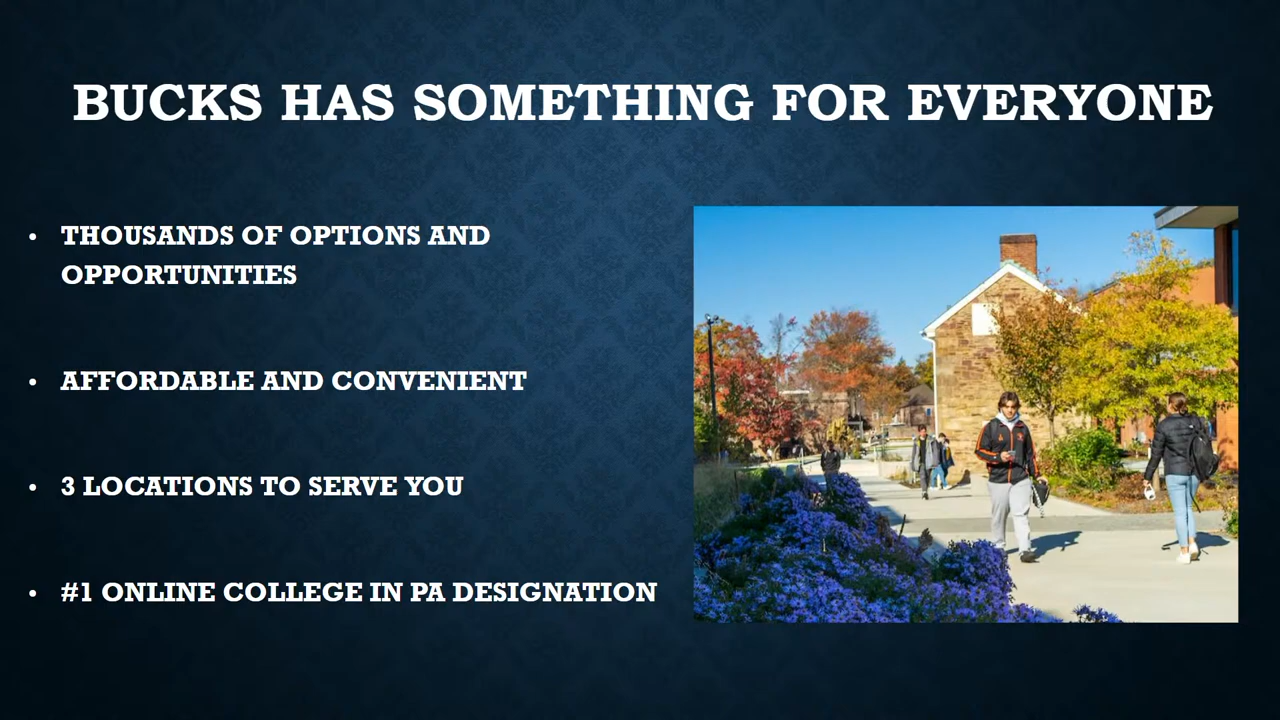 BUCKS HAS SOMETHING FOR EVERYONE
• THOUSANDS OF OPTIONS AND
OPPORTUNITIES
• AFFORDABLE AND CONVENIENT
• 3 LOCATIONS TO SERVE YOU
• #1 ONLINE COLLEGE IN PA DESIGNATION